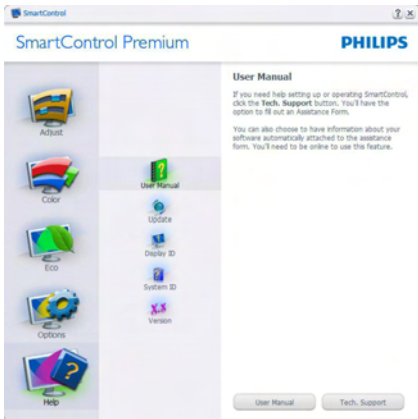 SmartControl
SmartControl Premium
PHILIPS
Adjust
Color
Eco
Options
Help
User Manual
Update
Display ID
System ID
Version
User Manual
If you need help setting up or operating SmartControl,
click the Tech. Support button. You'll have the
option to fill out an Assistance Form.
You can also choose to have information about your
software automatically attached to the assistance
form. You'll need to be online to use this feature.
User Manual
Tech. Support